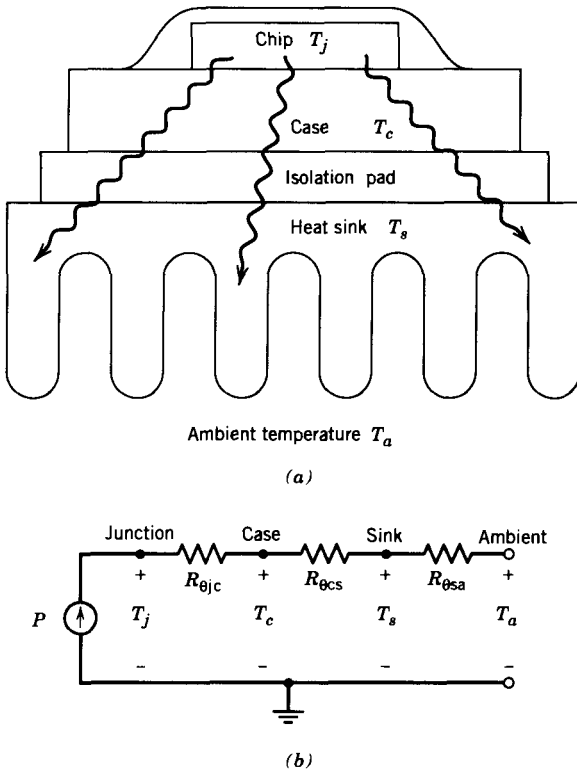 Chip T_j
Case T_c
Isolation pad
Heat sink T_s
Ambient temperature T_a
(a)
Junction Case Sink Ambient
+ R_θjc + R_θcs + R_θsa +
P T_j T_c T_s T_a
− − − −
(b)